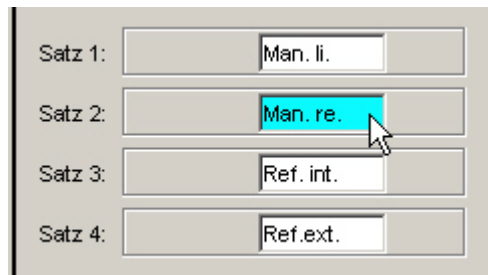 Satz 1: Man. li.
Satz 2: Man. re.
Satz 3: Ref. int.
Satz 4: Ref.ext.